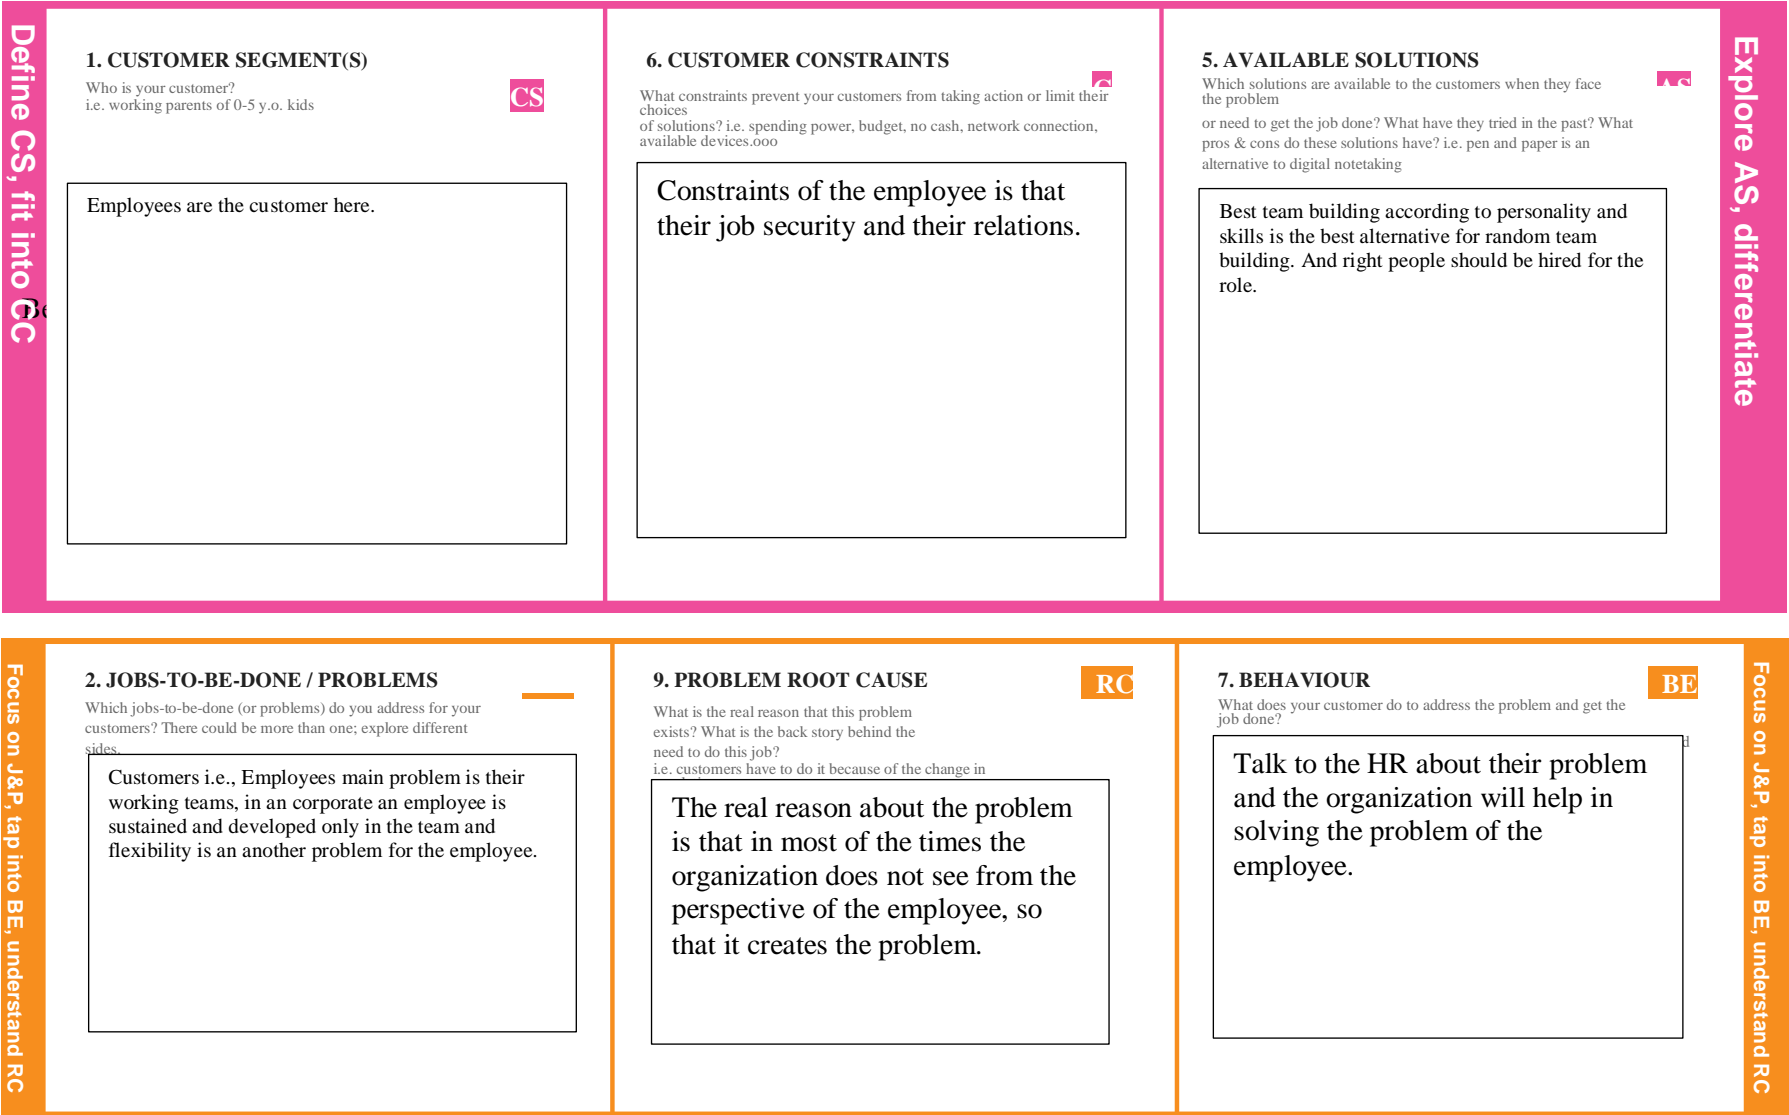 Define CS, fit into CC
1. CUSTOMER SEGMENT(S)
Who is your customer?
i.e. working parents of 0-5 y.o. kids
CS
Employees are the customer here.
6. CUSTOMER CONSTRAINTS
What constraints prevent your customers from taking action or limit their
choices
of solutions? i.e. spending power, budget, no cash, network connection,
available devices.ooo
Constraints of the employee is that
their job security and their relations.
5. AVAILABLE SOLUTIONS
Which solutions are available to the customers when they face
the problem
AS
or need to get the job done? What have they tried in the past? What
pros & cons do these solutions have? i.e. pen and paper is an
alternative to digital notetaking
Best team building according to personality and
skills is the best alternative for random team
building. And right people should be hired for the
role.
Explore AS, differentiate
Focus on J&P, tap into BE, understand RC
2. JOBS-TO-BE-DONE / PROBLEMS
Which jobs-to-be-done (or problems) do you address for your
customers? There could be more than one; explore different
sides.
Customers i.e., Employees main problem is their
working teams, in an corporate an employee is
sustained and developed only in the team and
flexibility is an another problem for the employee.
9. PROBLEM ROOT CAUSE
RC
What is the real reason that this problem
exists? What is the back story behind the
need to do this job?
i.e. customers have to do it because of the change in
The real reason about the problem
is that in most of the times the
organization does not see from the
perspective of the employee, so
that it creates the problem.
7. BEHAVIOUR
BE
What does your customer do to address the problem and get the
job done?
Talk to the HR about their problem
and the organization will help in
solving the problem of the
employee.
Focus on J&P, tap into BE, understand RC